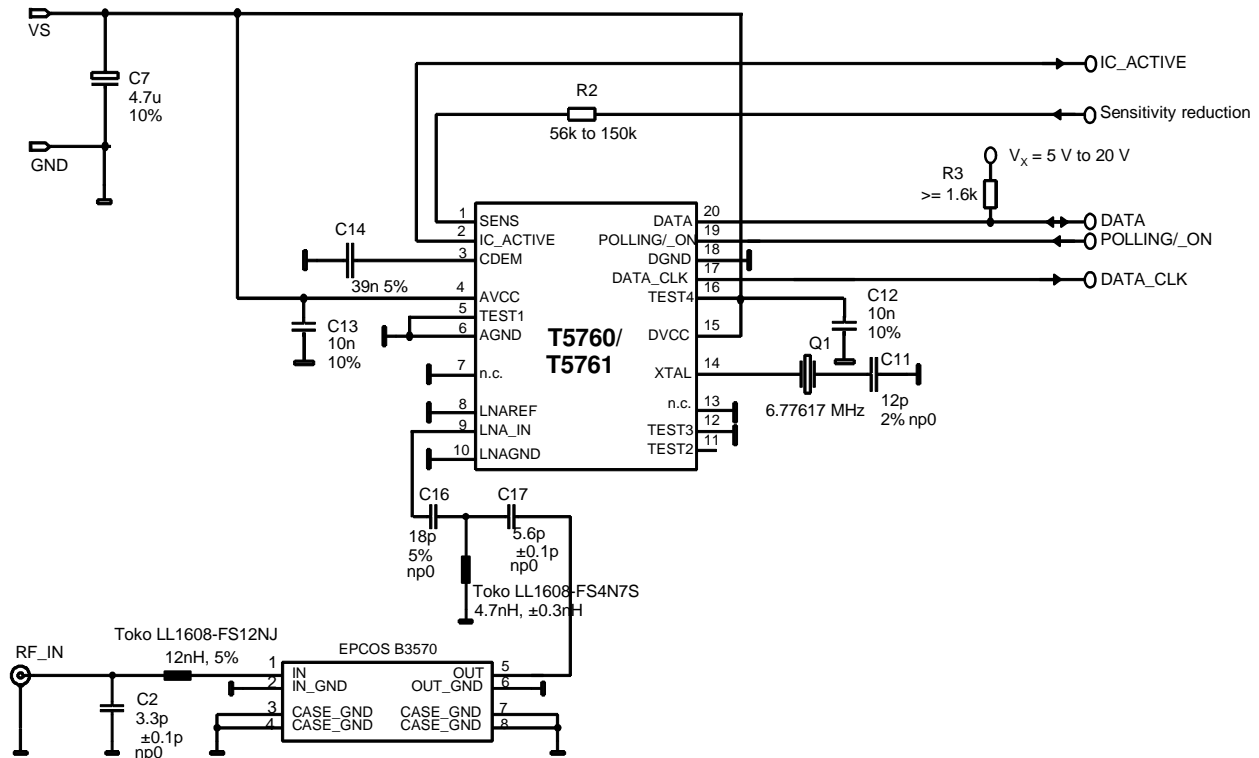 VS
C7
4.7u
10%
GND
IC_ACTIVE
R2
56k to 150k
Sensitivity reduction
VX = 5 V to 20 V
R3
>= 1.6k
DATA
POLLING/_ON
DATA_CLK
C14
39n 5%
C13
10n
10%
1 SENS
2 IC_ACTIVE
3 CDEM
4 AVCC
5 TEST1
6 AGND
7 n.c.
8 LNAREF
9 LNA_IN
10 LNAGND
T5760/
T5761
DATA 20
POLLING/_ON 19
DGND 18
DATA_CLK 17
TEST4 16
DVCC 15
XTAL 14
n.c. 13
TEST3 12
TEST2 11
C12
10n
10%
Q1
6.77617 MHz
C11
12p
2% np0
C16
18p
5%
np0
C17
5.6p
±0.1p
np0
Toko LL1608-FS4N7S
4.7nH, ±0.3nH
RF_IN
Toko LL1608-FS12NJ
12nH, 5%
C2
3.3p
±0.1p
np0
EPCOS B3570
1 IN
2 IN_GND
3 CASE_GND
4 CASE_GND
OUT 5
OUT_GND 6
CASE_GND 7
CASE_GND 8